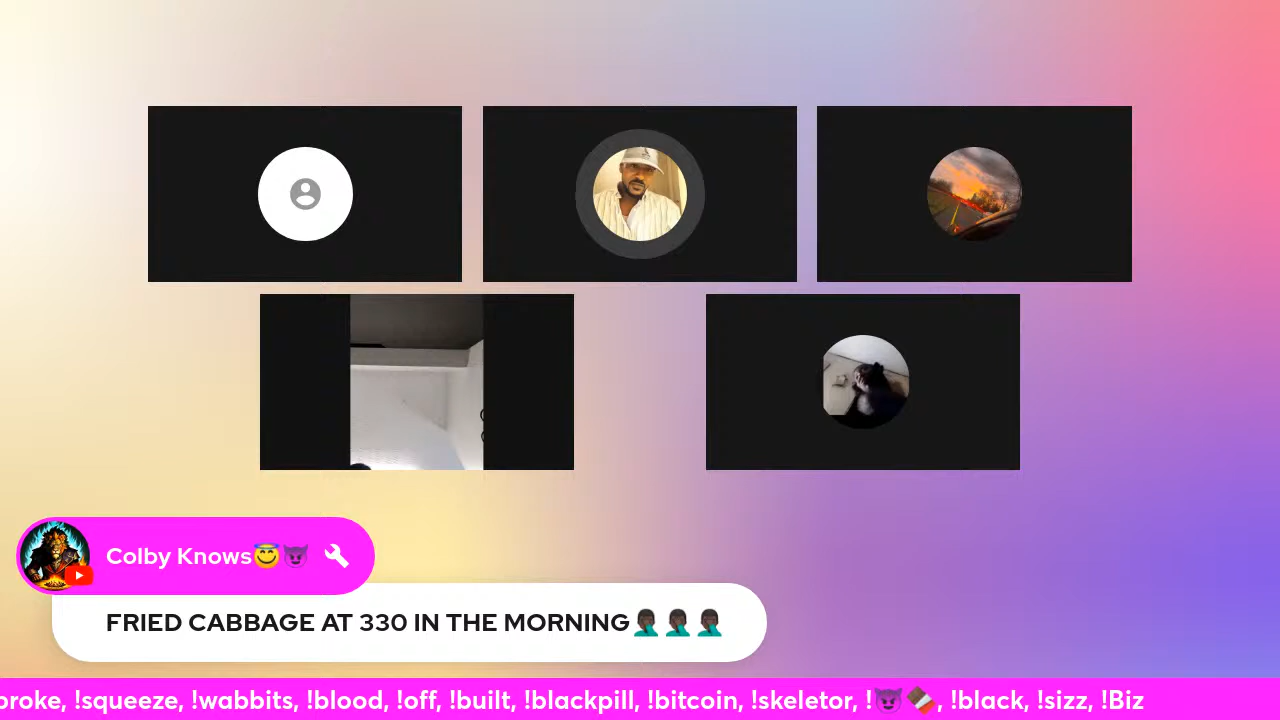 Colby Knows😇😈
FRIED CABBAGE AT 330 IN THE MORNING🤦🏿‍♂️🤦🏿‍♂️🤦🏿‍♂️
broke, !squeeze, !wabbits, !blood, !off, !built, !blackpill, !bitcoin, !skeletor, !😈🍫, !black, !sizz, !Biz